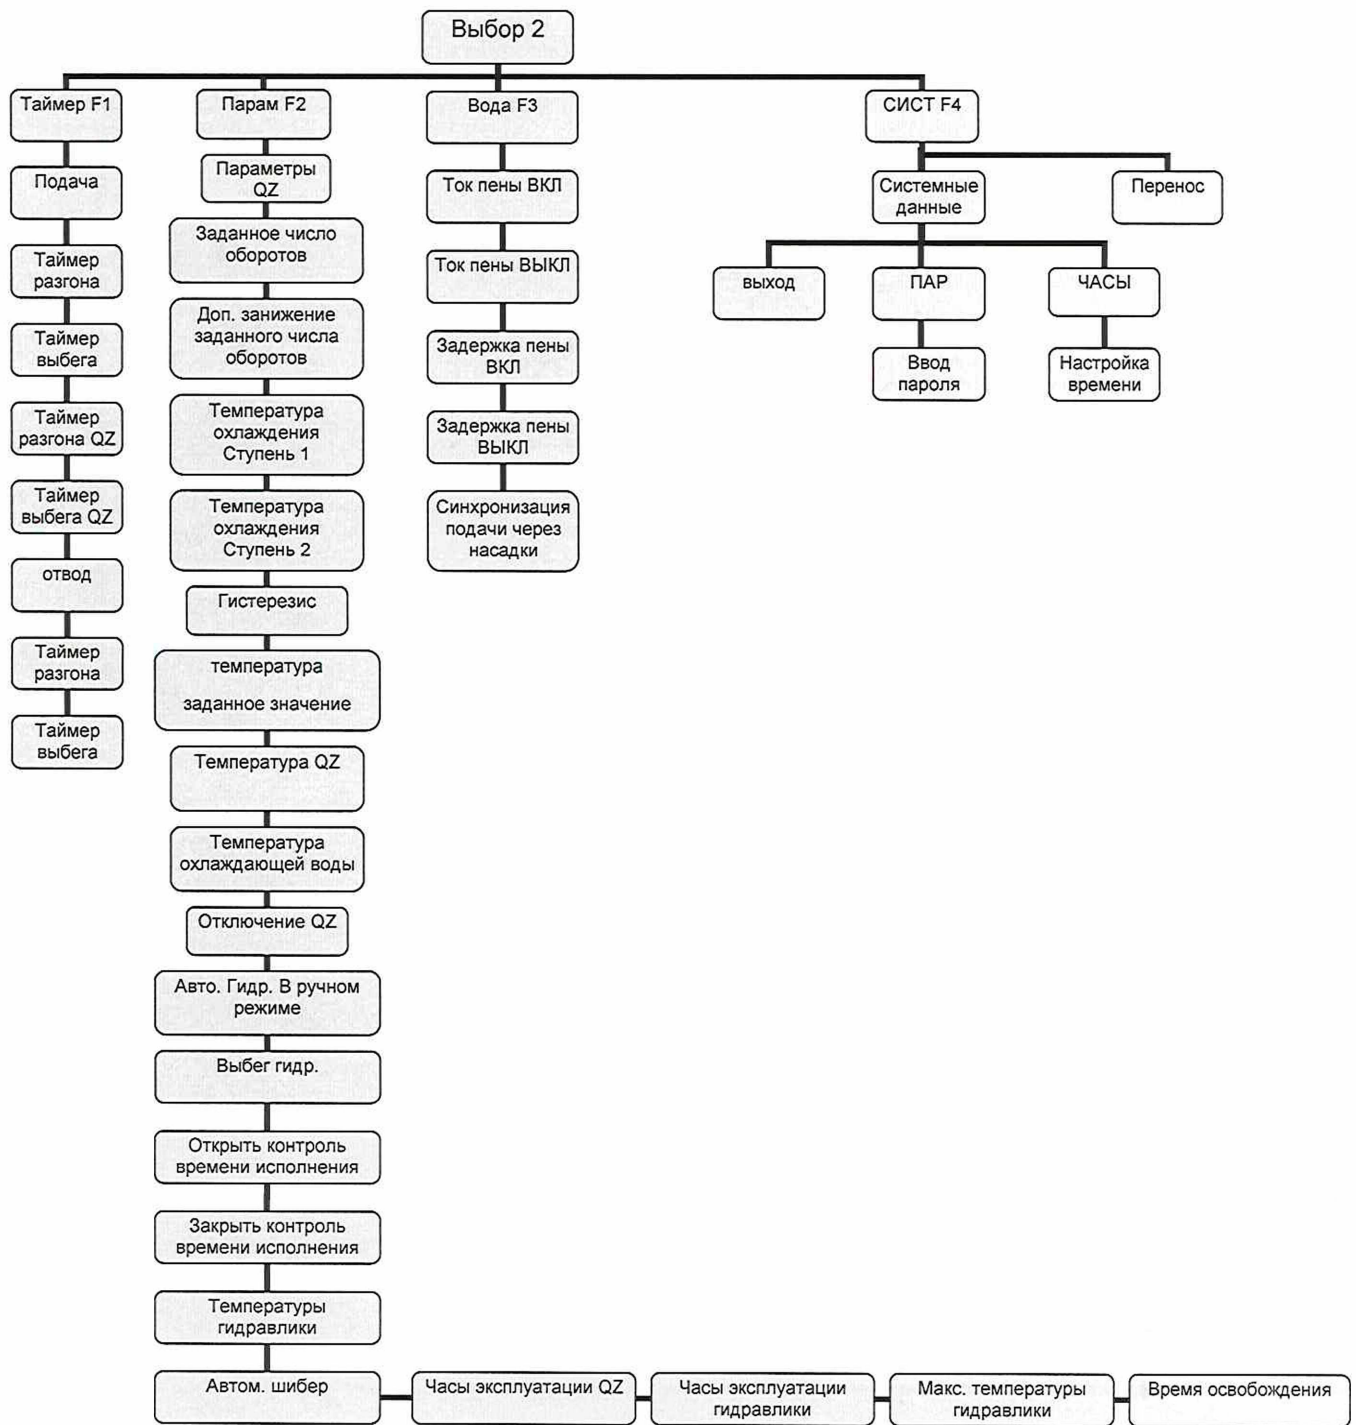 Выбор 2
Таймер F1
Подача
Таймер
разгона
Таймер
выбега
Таймер
разгона QZ
Таймер
выбега QZ
отвод
Таймер
разгона
Таймер
выбега
Парам F2
Параметры
QZ
Заданное число
оборотов
Доп. занижение
заданного числа
оборотов
Температура
охлаждения
Ступень 1
Температура
охлаждения
Ступень 2
Гистерезис
температура
заданное значение
Температура QZ
Температура
охлаждающей воды
Отключение QZ
Авто. Гидр. В ручном
режиме
Выбег гидр.
Открыть контроль
времени исполнения
Закрыть контроль
времени исполнения
Температуры
гидравлики
Автом. шибер
Часы эксплуатации QZ
Часы эксплуатации
гидравлики
Макс. температуры
гидравлики
Время освобождения
Вода F3
Ток пены ВКЛ
Ток пены ВЫКЛ
Задержка пены
ВКЛ
Задержка пены
ВЫКЛ
Синхронизация
подачи через
насадки
СИСТ F4
Системные
данные
Перенос
выход
ПАР
Ввод
пароля
ЧАСЫ
Настройка
времени